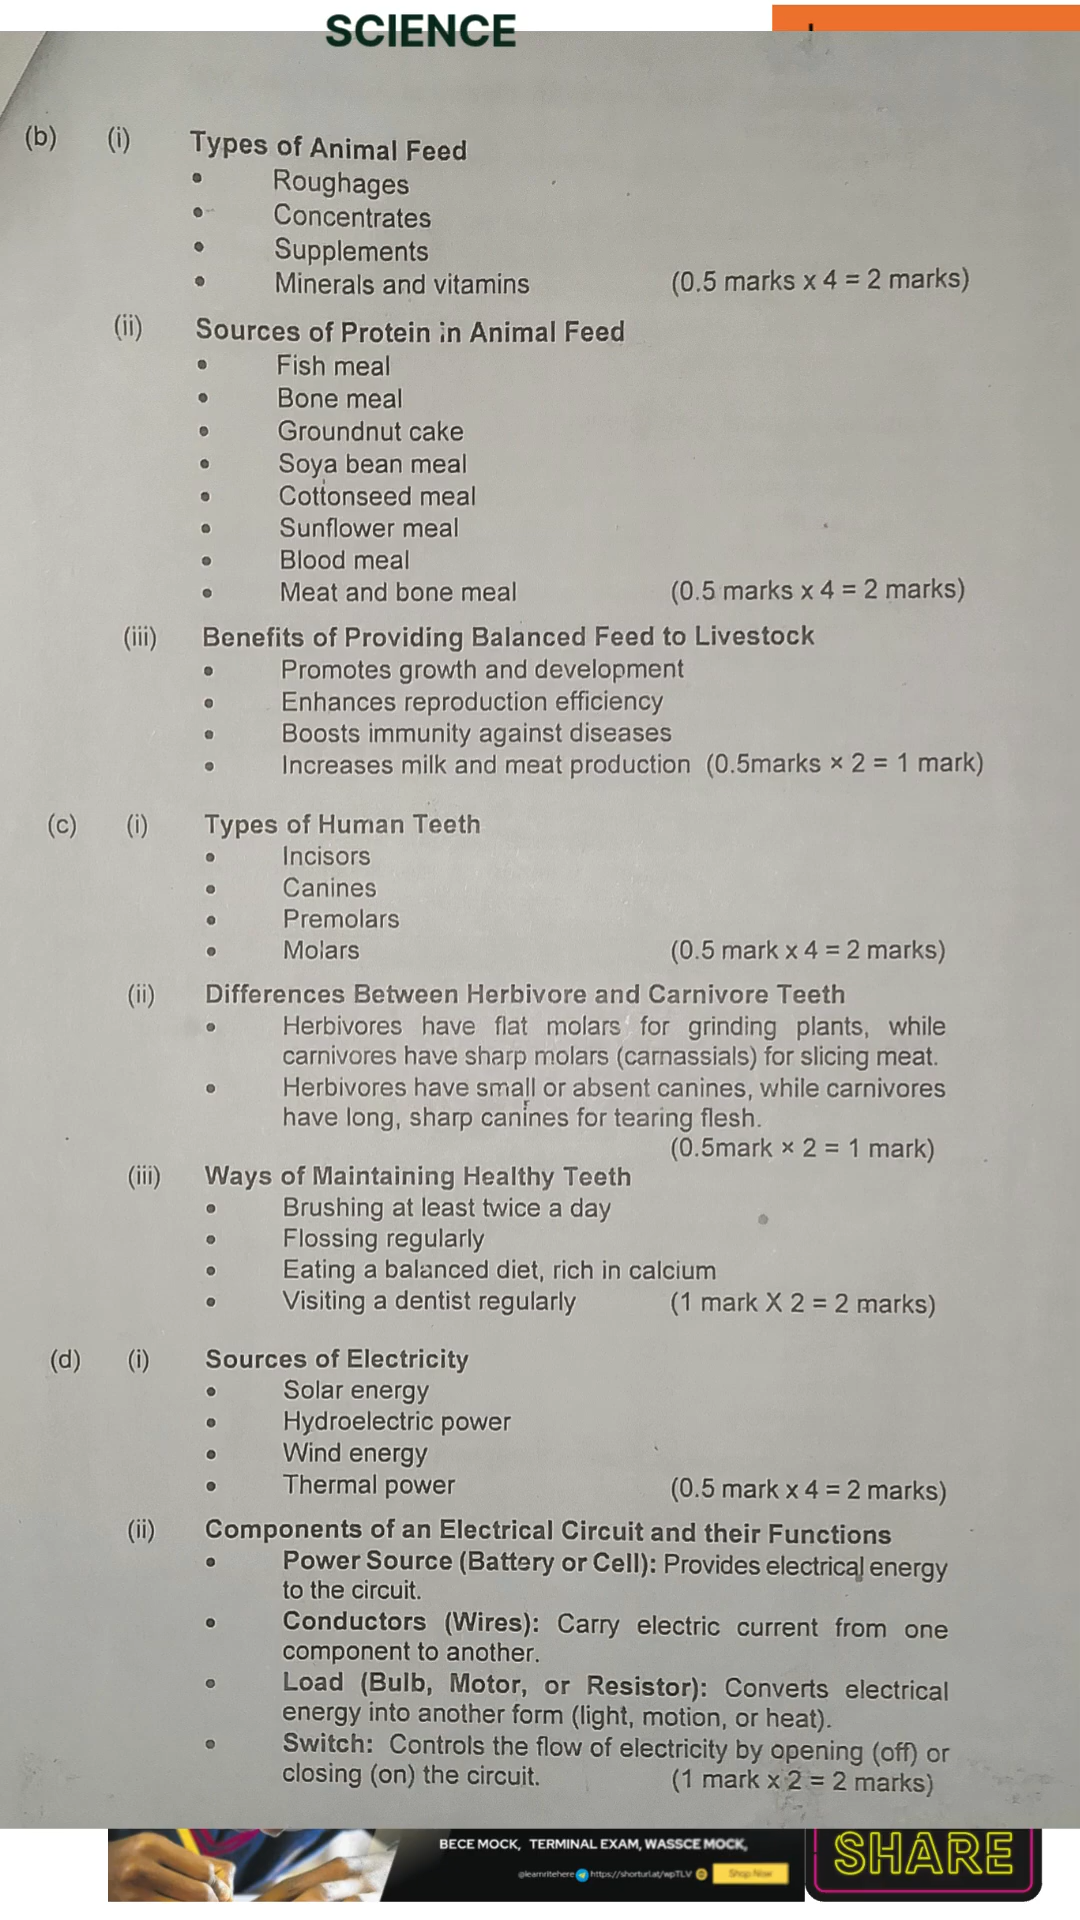 SCIENCE
(b) (i) Types of Animal Feed
• Roughages
• Concentrates
• Supplements
• Minerals and vitamins (0.5 marks x 4 = 2 marks)
(ii) Sources of Protein in Animal Feed
• Fish meal
• Bone meal
• Groundnut cake
• Soya bean meal
• Cottonseed meal
• Sunflower meal
• Blood meal
• Meat and bone meal (0.5 marks x 4 = 2 marks)
(iii) Benefits of Providing Balanced Feed to Livestock
• Promotes growth and development
• Enhances reproduction efficiency
• Boosts immunity against diseases
• Increases milk and meat production (0.5marks × 2 = 1 mark)
(c) (i) Types of Human Teeth
• Incisors
• Canines
• Premolars
• Molars (0.5 mark x 4 = 2 marks)
(ii) Differences Between Herbivore and Carnivore Teeth
• Herbivores have flat molars for grinding plants, while
carnivores have sharp molars (carnassials) for slicing meat.
• Herbivores have small or absent canines, while carnivores
have long, sharp canines for tearing flesh.
(0.5mark × 2 = 1 mark)
(iii) Ways of Maintaining Healthy Teeth
• Brushing at least twice a day
• Flossing regularly
• Eating a balanced diet, rich in calcium
• Visiting a dentist regularly (1 mark X 2 = 2 marks)
(d) (i) Sources of Electricity
• Solar energy
• Hydroelectric power
• Wind energy
• Thermal power (0.5 mark x 4 = 2 marks)
(ii) Components of an Electrical Circuit and their Functions
• Power Source (Battery or Cell): Provides electrical energy
to the circuit.
• Conductors (Wires): Carry electric current from one
component to another.
• Load (Bulb, Motor, or Resistor): Converts electrical
energy into another form (light, motion, or heat).
• Switch: Controls the flow of electricity by opening (off) or
closing (on) the circuit. (1 mark x 2 = 2 marks)
BECE MOCK, TERMINAL EXAM, WASSCE MOCK,
@learnritehere https://shorturl.at/wpTLV Shop Now
SHARE